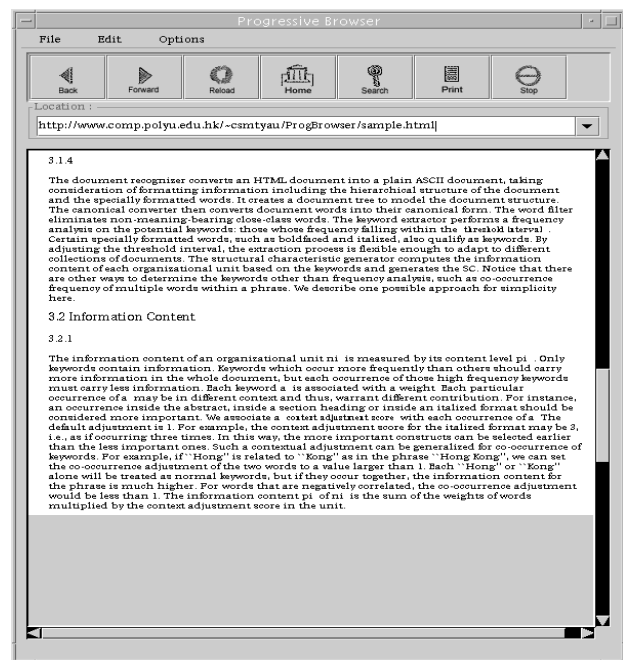 Progressive Browser
File Edit Options
Back Forward Reload Home Search Print Stop
Location : 
http://www.comp.polyu.edu.hk/~csmtyau/ProgBrowser/sample.html
3.1.4
The document recognizer converts an HTML document into a plain ASCII document, taking
consideration of formatting information including the hierarchical structure of the document
and the specially formatted words. It creates a document tree to model the document structure.
The canonical converter then converts document words into their canonical form. The word filter
eliminates non-meaning-bearing close-class words. The keyword extractor performs a frequency
analysis on the potential keywords: those whose frequency falling within the threshold interval .
Certain specially formatted words, such as boldfaced and italized, also qualify as keywords. By
adjusting the threshold interval, the extraction process is flexible enough to adapt to different
collections of documents. The structural characteristic generator computes the information
content of each organizational unit based on the keywords and generates the SC. Notice that there
are other ways to determine the keywords other than frequency analysis, such as co-occurrence
frequency of multiple words within a phrase. We describe one possible approach for simplicity
here.
3.2 Information Content
3.2.1
The information content of an organizational unit ni is measured by its content level pi . Only
keywords contain information. Keywords which occur more frequently than others should carry
more information in the whole document, but each occurrence of those high frequency keywords
must carry less information. Each keyword a is associated with a weight Each particular
occurrence of a may be in different context and thus, warrant different contribution. For instance,
an occurrence inside the abstract, inside a section heading or inside an italized format should be
considered more important. We associate a context adjustment score with each occurrence of a The
default adjustment is 1. For example, the context adjustment score for the italized format may be 3,
i.e., as if occurring three times. In this way, the more important constructs can be selected earlier
than the less important ones. Such a contextual adjustment can be generalized for co-occurrence of
keywords. For example, if ``Hong'' is related to ``Kong'' as in the phrase ``Hong Kong'', we can set
the co-occurrence adjustment of the two words to a value larger than 1. Each ``Hong'' or ``Kong''
alone will be treated as normal keywords, but if they occur together, the information content for
the phrase is much higher. For words that are negatively correlated, the co-occurrence adjustment
would be less than 1. The information content pi of ni is the sum of the weights of words
multiplied by the context adjustment score in the unit.